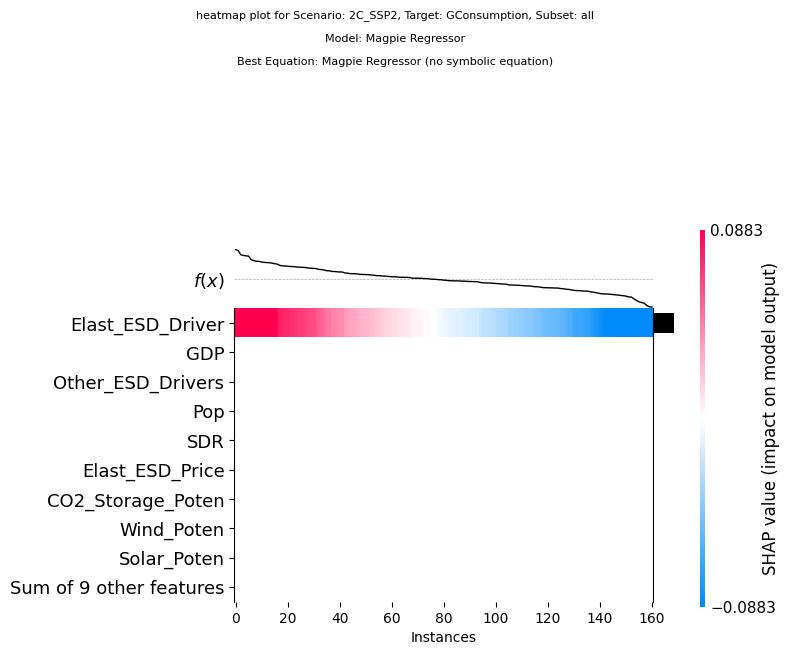 heatmap plot for Scenario: 2C_SSP2, Target: GConsumption, Subset: all
Model: Magpie Regressor
Best Equation: Magpie Regressor (no symbolic equation)
f(x)
Elast_ESD_Driver
GDP
Other_ESD_Drivers
Pop
SDR
Elast_ESD_Price
CO2_Storage_Poten
Wind_Poten
Solar_Poten
Sum of 9 other features
0 20 40 60 80 100 120 140 160
Instances
0.0883
−0.0883
SHAP value (impact on model output)